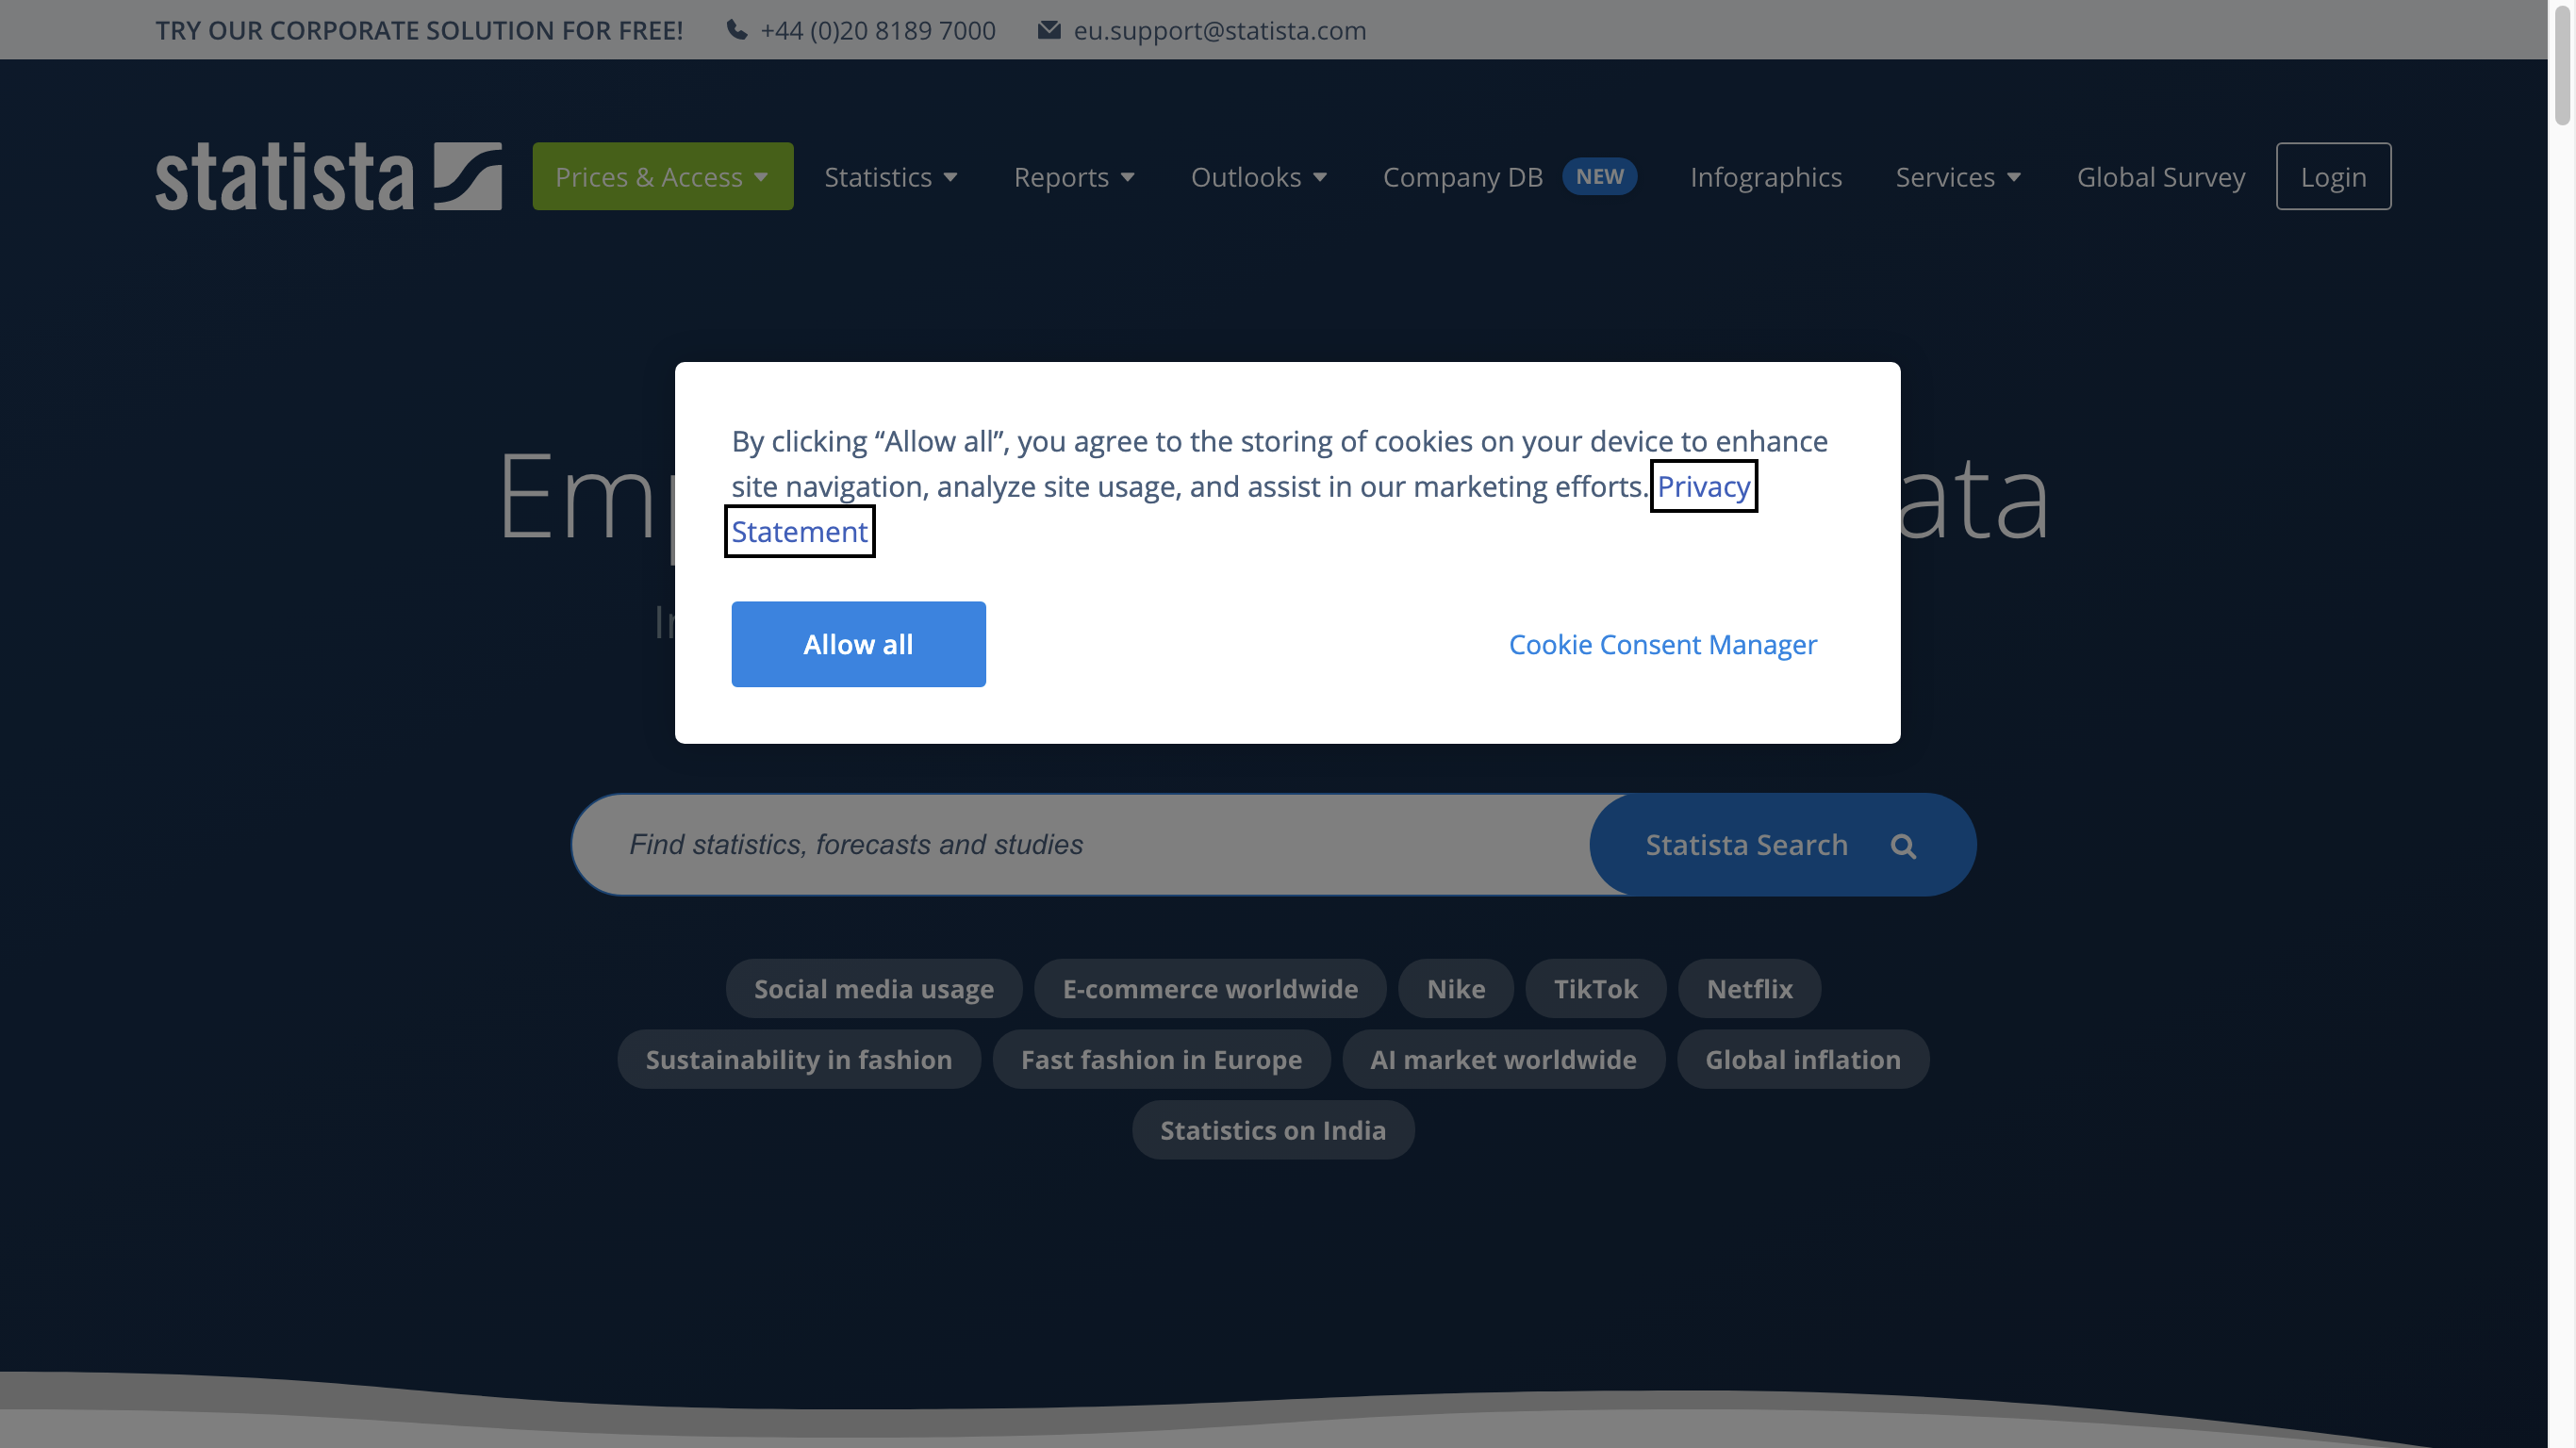 TRY OUR CORPORATE SOLUTION FOR FREE! +44 (0)20 8189 7000 eu.support@statista.com
statista Prices & Access Statistics Reports Outlooks Company DB NEW Infographics Services Global Survey Login
By clicking “Allow all”, you agree to the storing of cookies on your device to enhance
site navigation, analyze site usage, and assist in our marketing efforts. Privacy
Statement
Allow all Cookie Consent Manager
Find statistics, forecasts and studies Statista Search
Social media usage E-commerce worldwide Nike TikTok Netflix
Sustainability in fashion Fast fashion in Europe AI market worldwide Global inflation
Statistics on India